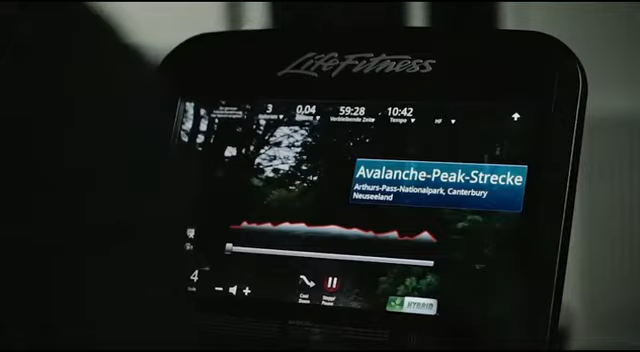 LifeFitness
3 0,04 59:28 10:42
Verbleibende Zeit Tempo HF
Avalanche-Peak-Strecke
Arthurs-Pass-Nationalpark, Canterbury
Neuseeland
4
- +
Cool
Down
Stopp/
Pause
HYBRID